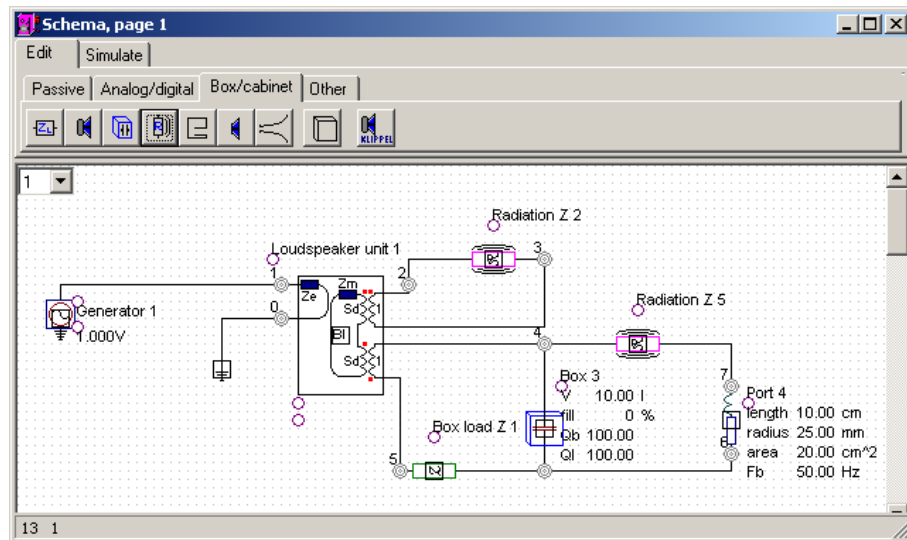 Schema, page 1
Edit Simulate
Passive Analog/digital Box/cabinet Other
ZL R KLIPPEL
1
Radiation Z 2
Loudspeaker unit 1
1 2 3
Ze Zm
Sd 1
Generator 1
1.000V
0
Bl
Sd 1
Radiation Z 5
4
7
Box 3
V 10.00 l
fill 0 %
Qb 100.00
Ql 100.00
Port 4
length 10.00 cm
radius 25.00 mm
area 20.00 cm^2
Fb 50.00 Hz
6
Box load Z 1
5
13 1